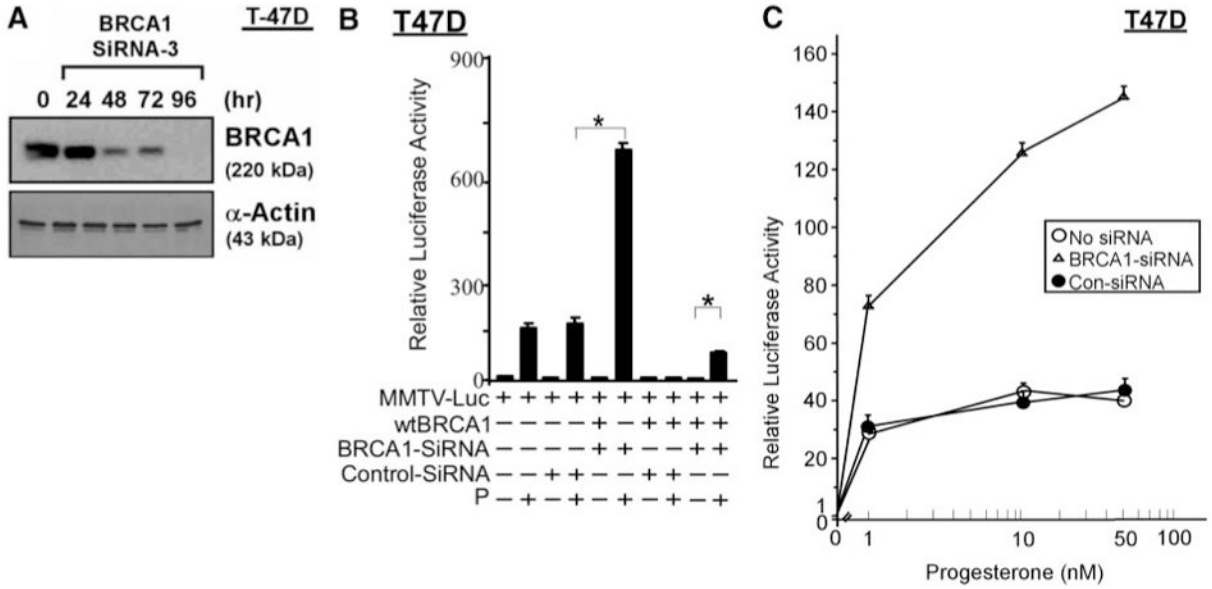 A
BRCA1
SiRNA-3
T-47D
0 24 48 72 96 (hr)
BRCA1
(220 kDa)
α-Actin
(43 kDa)
B
T47D
Relative Luciferase Activity
900
600
300
0
*
*
MMTV-Luc + + + + + + + + + +
wtBRCA1 — — — — + — + + + +
BRCA1-SiRNA — — — — + + — — + +
Control-SiRNA — — + + — — + + — —
P — + — + — + — + — +
C
T47D
Relative Luciferase Activity
160
140
120
100
80
60
40
20
1
0
No siRNA
BRCA1-siRNA
Con-siRNA
0 1 10 50 100
Progesterone (nM)